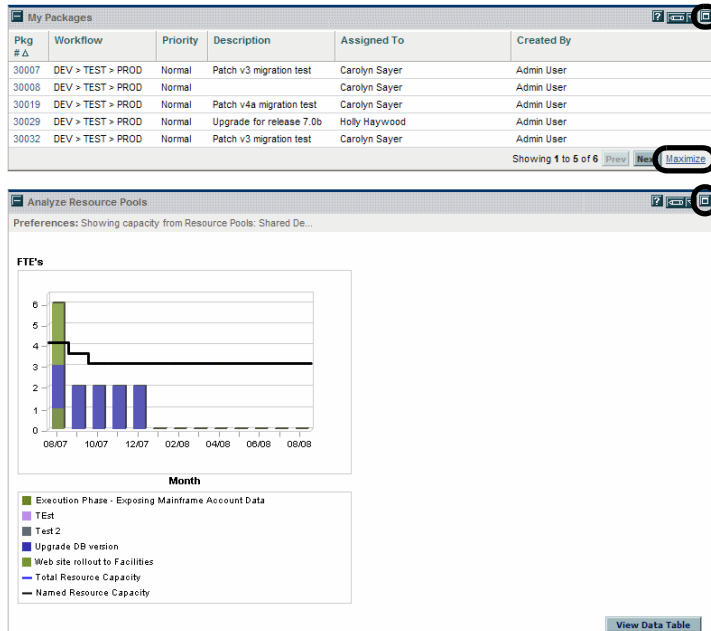 My Packages ?
Pkg # Δ Workflow Priority Description Assigned To Created By
30007 DEV > TEST > PROD Normal Patch v3 migration test Carolyn Sayer Admin User
30008 DEV > TEST > PROD Normal Carolyn Sayer Admin User
30019 DEV > TEST > PROD Normal Patch v4a migration test Carolyn Sayer Admin User
30029 DEV > TEST > PROD Normal Upgrade for release 7.0b Holly Haywood Admin User
30032 DEV > TEST > PROD Normal Patch v3 migration test Carolyn Sayer Admin User
Showing 1 to 5 of 6 Prev Nex Maximize
Analyze Resource Pools ?
Preferences: Showing capacity from Resource Pools: Shared De...
FTE's
6
5
4
3
2
1
0
08/07 10/07 12/07 02/08 04/08 06/08 08/08
Month
Execution Phase - Exposing Mainframe Account Data
TEst
Test 2
Upgrade DB version
Web site rollout to Facilities
Total Resource Capacity
Named Resource Capacity
View Data Table